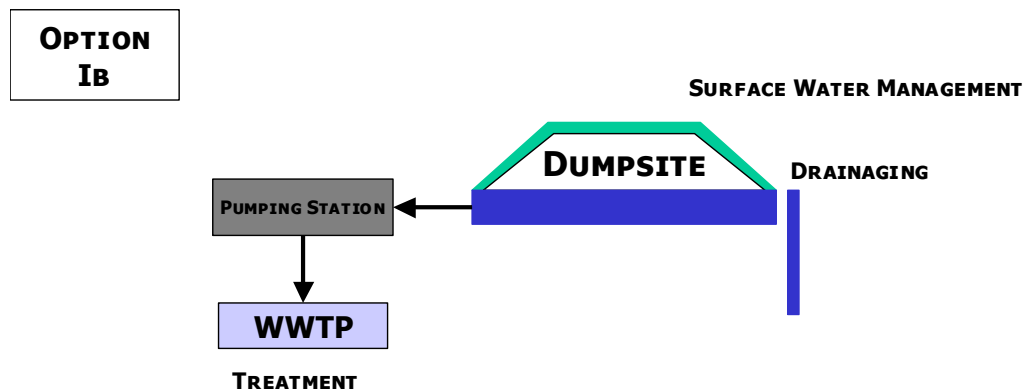 OPTION
IB
SURFACE WATER MANAGEMENT
DUMPSITE
DRAINAGING
PUMPING STATION
WWTP
TREATMENT